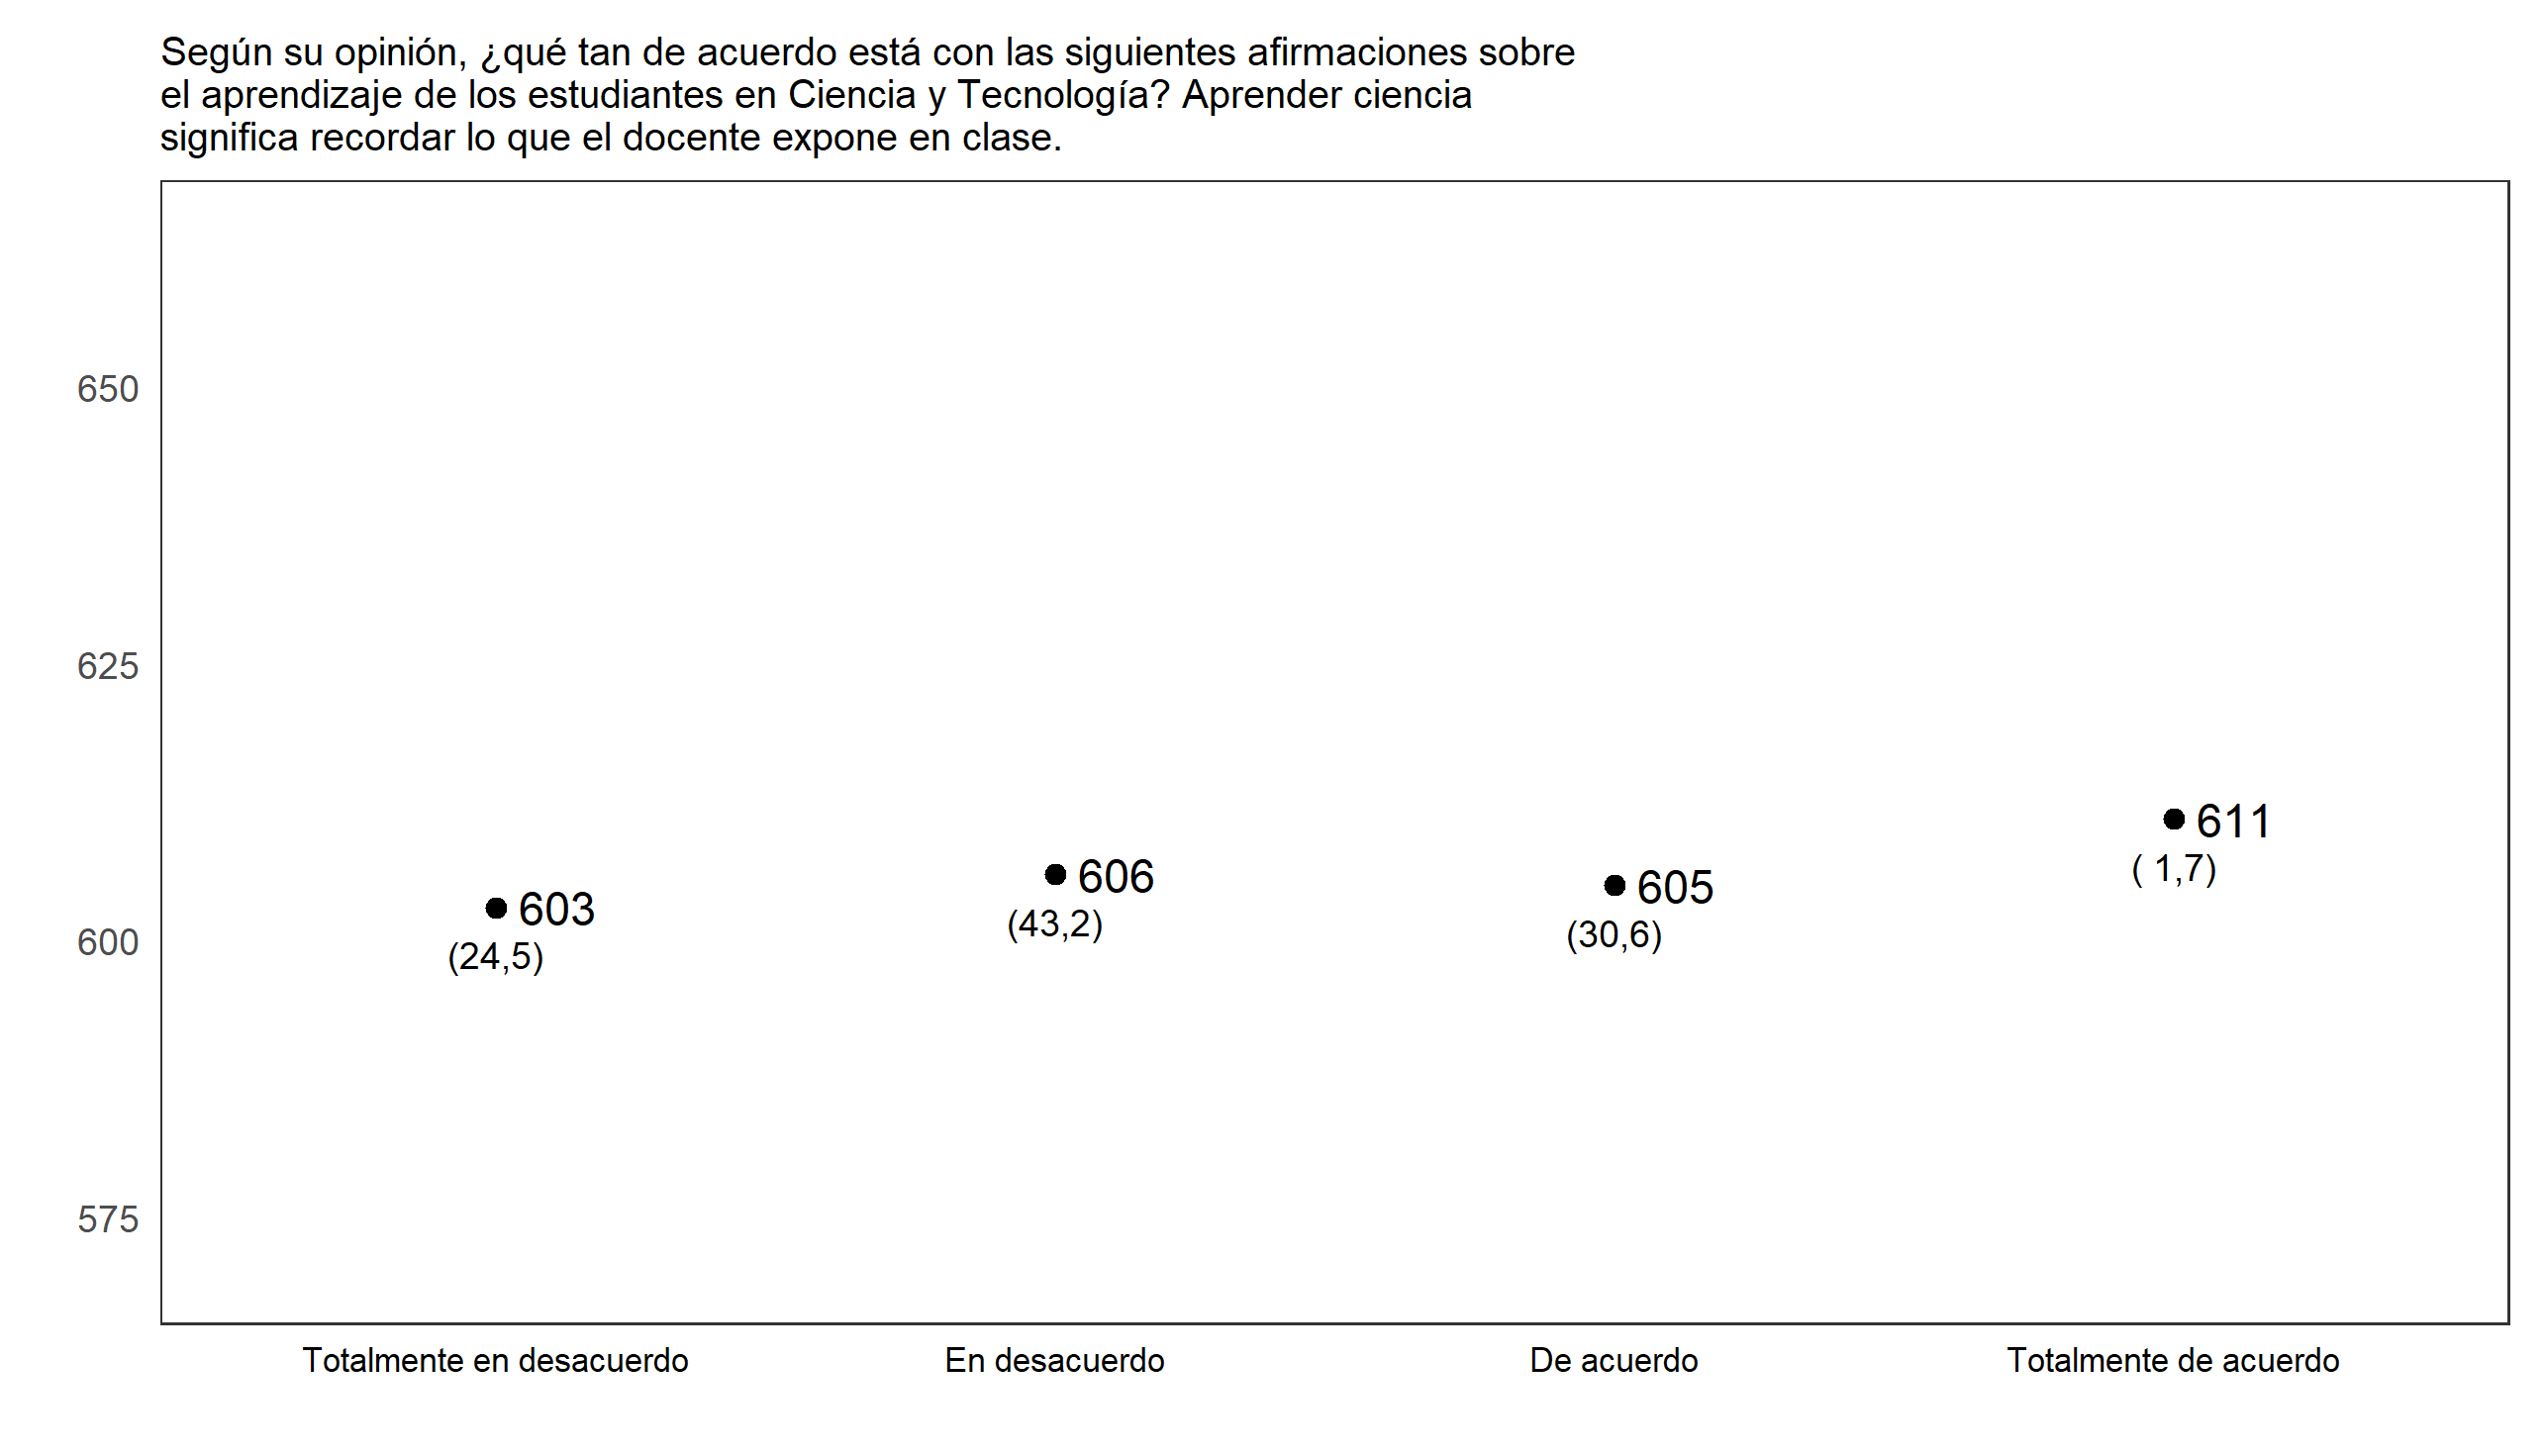 Según su opinión, ¿qué tan de acuerdo está con las siguientes afirmaciones sobre
el aprendizaje de los estudiantes en Ciencia y Tecnología? Aprender ciencia
significa recordar lo que el docente expone en clase.
650
625
600
575
603
(24,5)
606
(43,2)
605
(30,6)
611
( 1,7)
Totalmente en desacuerdo
En desacuerdo
De acuerdo
Totalmente de acuerdo